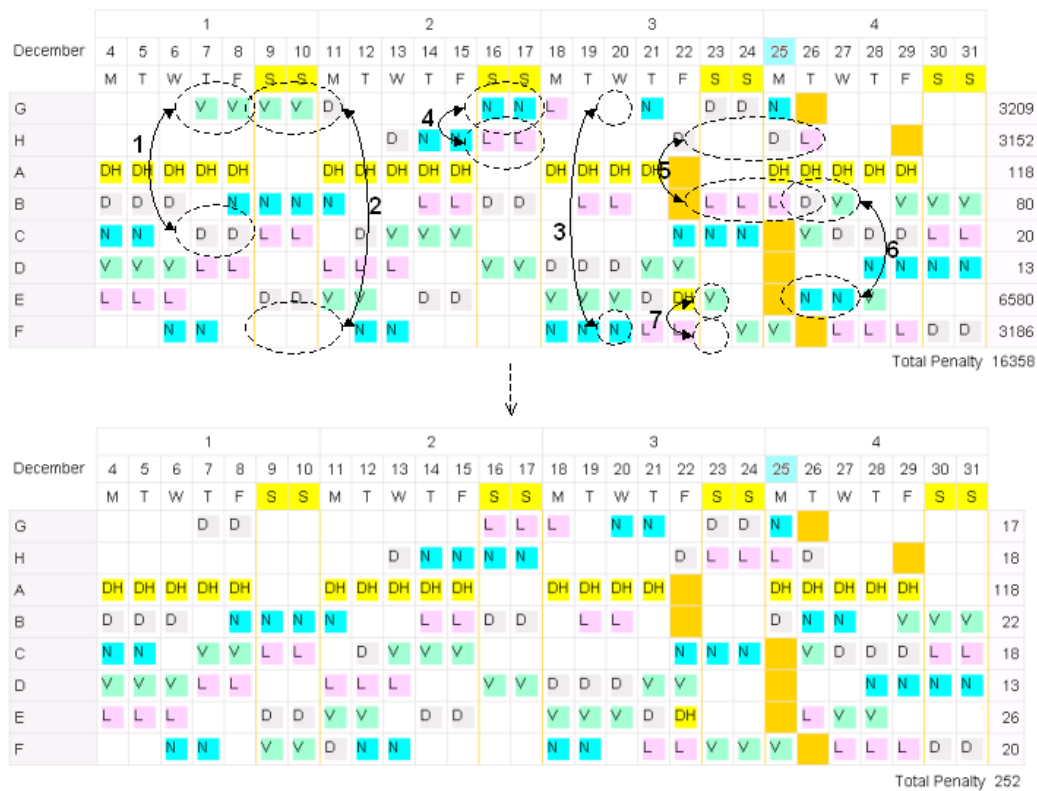 1 2 3 4
December 4 5 6 7 8 9 10 11 12 13 14 15 16 17 18 19 20 21 22 23 24 25 26 27 28 29 30 31
M T W T F S S M T W T F S S M T W T F S S M T W T F S S
G V V V V D N N L N D D N 3209
1 4
H D N N L L D D L 3152
A DH DH DH DH DH DH DH DH DH DH DH DH DH DH 5 DH DH DH DH DH 118
B D D D N N N N 2 L L D D L L L L L D V V V V 80
C N N D D L L D V V V 3 N N N V D D D L L 20
6
D V V V L L L L L V V D D D V V N N N N 13
E L L L D D V V D D V V V D DH V N N V 6580
7
F N N N N N N N L L V V L L L D D 3186
Total Penalty 16358
1 2 3 4
December 4 5 6 7 8 9 10 11 12 13 14 15 16 17 18 19 20 21 22 23 24 25 26 27 28 29 30 31
M T W T F S S M T W T F S S M T W T F S S M T W T F S S
G D D L L L N N D D N 17
H D N N N N D L L L D 18
A DH DH DH DH DH DH DH DH DH DH DH DH DH DH DH DH DH DH DH 118
B D D D N N N N L L D D L L D N N V V V 22
C N N V V L L D V V V N N N V D D D L L 18
D V V V L L L L L V V D D D V V N N N N 13
E L L L D D V V D D V V V D DH L V V 26
F N N V V D N N N N L L V V V L L L D D 20
Total Penalty 252